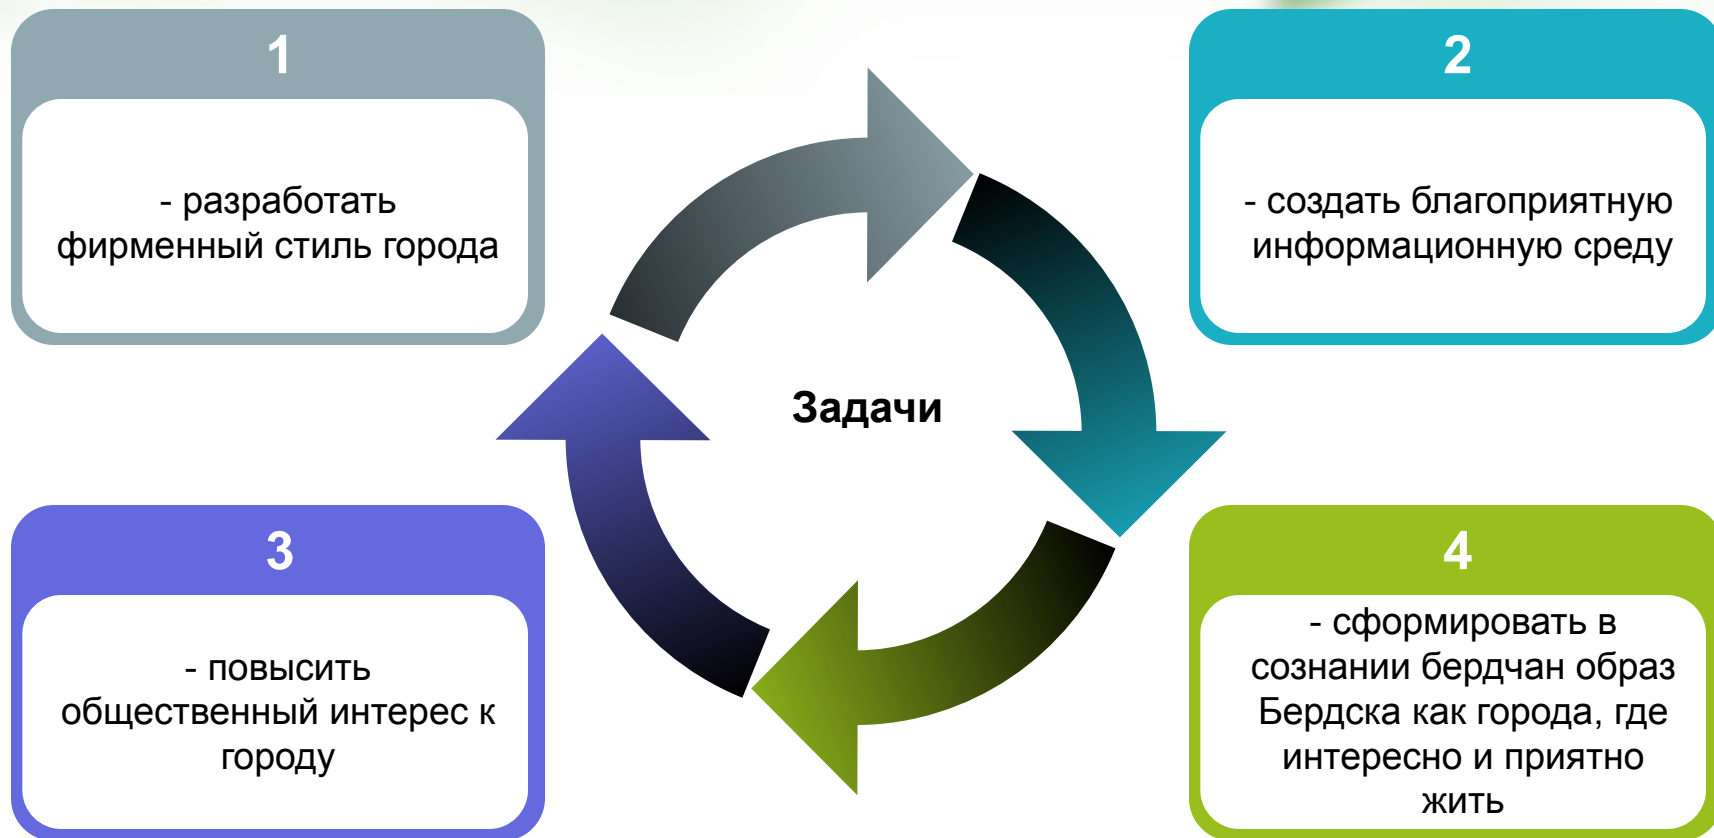 1
- разработать
фирменный стиль города
2
- создать благоприятную
информационную среду
Задачи
3
- повысить
общественный интерес к
городу
4
- сформировать в
сознании бердчан образ
Бердска как города, где
интересно и приятно
жить